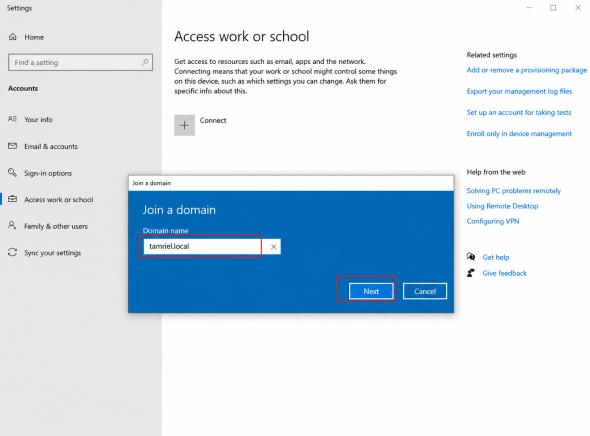 Settings
Home
Find a setting
Accounts
Your info
Email & accounts
Sign-in options
Access work or school
Family & other users
Sync your settings
Access work or school
Get access to resources such as email, apps and the network.
Connecting means that your work or school might control some things
on this device, such as which settings you can change. Ask them for
specific info about this.
Connect
Join a domain
Join a domain
Domain name
tamriel.local
Next
Cancel
Related settings
Add or remove a provisioning package
Export your management log files
Set up an account for taking tests
Enroll only in device management
Help from the web
Solving PC problems remotely
Using Remote Desktop
Configuring VPN
Get help
Give feedback